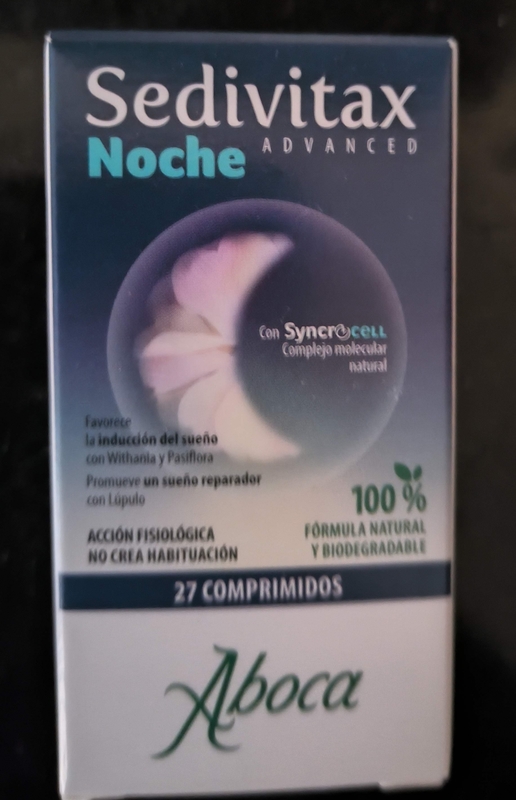 Sedivitax
ADVANCED
Noche
Con Syncrocell
Complejo molecular
natural
Favorece
la inducción del sueño
con Withania y Pasiflora
Promueve un sueño reparador
con Lúpulo
100 %
FÓRMULA NATURAL
Y BIODEGRADABLE
ACCIÓN FISIOLÓGICA
NO CREA HABITUACIÓN
27 COMPRIMIDOS
Aboca